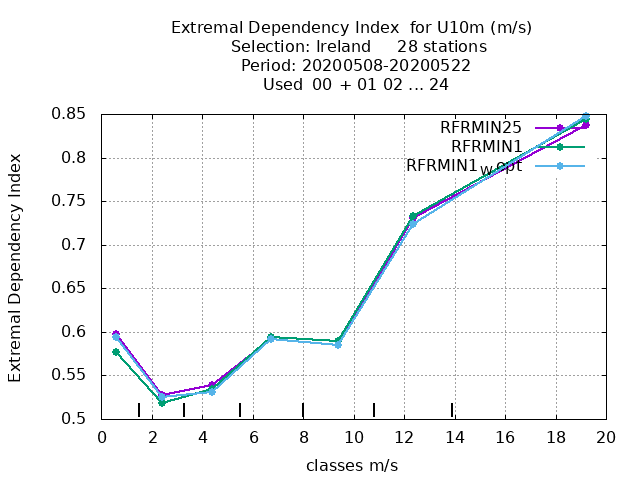 Extremal Dependency Index  for U10m (m/s)
Selection: Ireland     28 stations
Period: 20200508-20200522
Used  00 + 01 02 ... 24
Extremal Dependency Index
0.85
0.8
0.75
0.7
0.65
0.6
0.55
0.5
RFRMIN25
RFRMIN1
RFRMIN1wopt
0 2 4 6 8 10 12 14 16 18 20
classes m/s